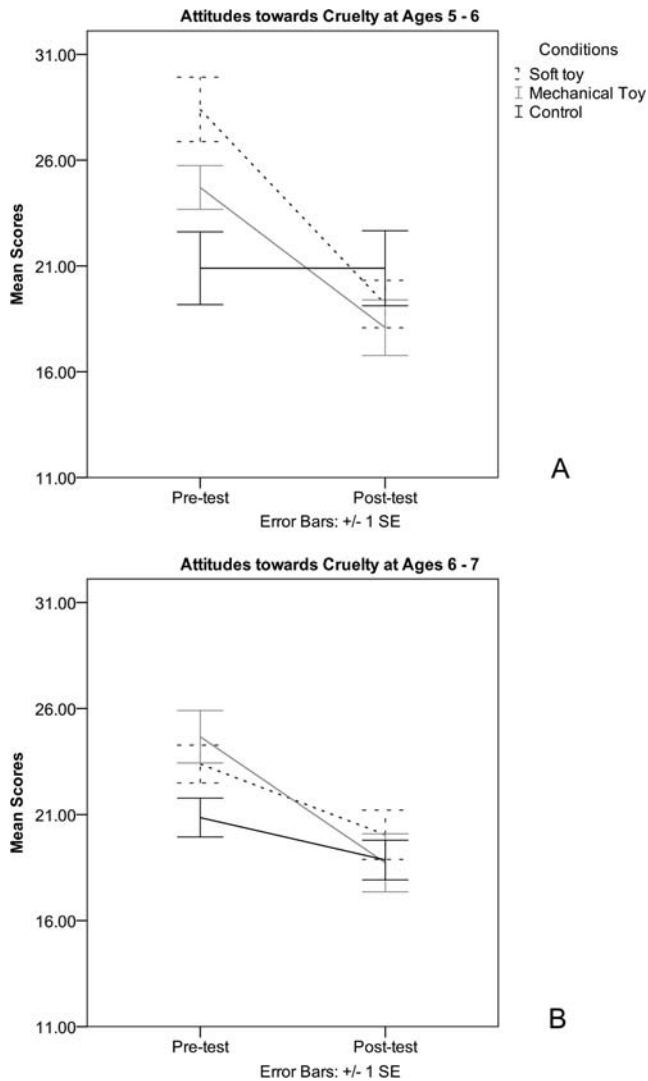 Attitudes towards Cruelty at Ages 5 - 6
Conditions
Soft toy
Mechanical Toy
Control
31.00
26.00
21.00
16.00
11.00
Mean Scores
Pre-test Post-test
Error Bars: +/- 1 SE
A
Attitudes towards Cruelty at Ages 6 - 7
31.00
26.00
21.00
16.00
11.00
Mean Scores
Pre-test Post-test
Error Bars: +/- 1 SE
B